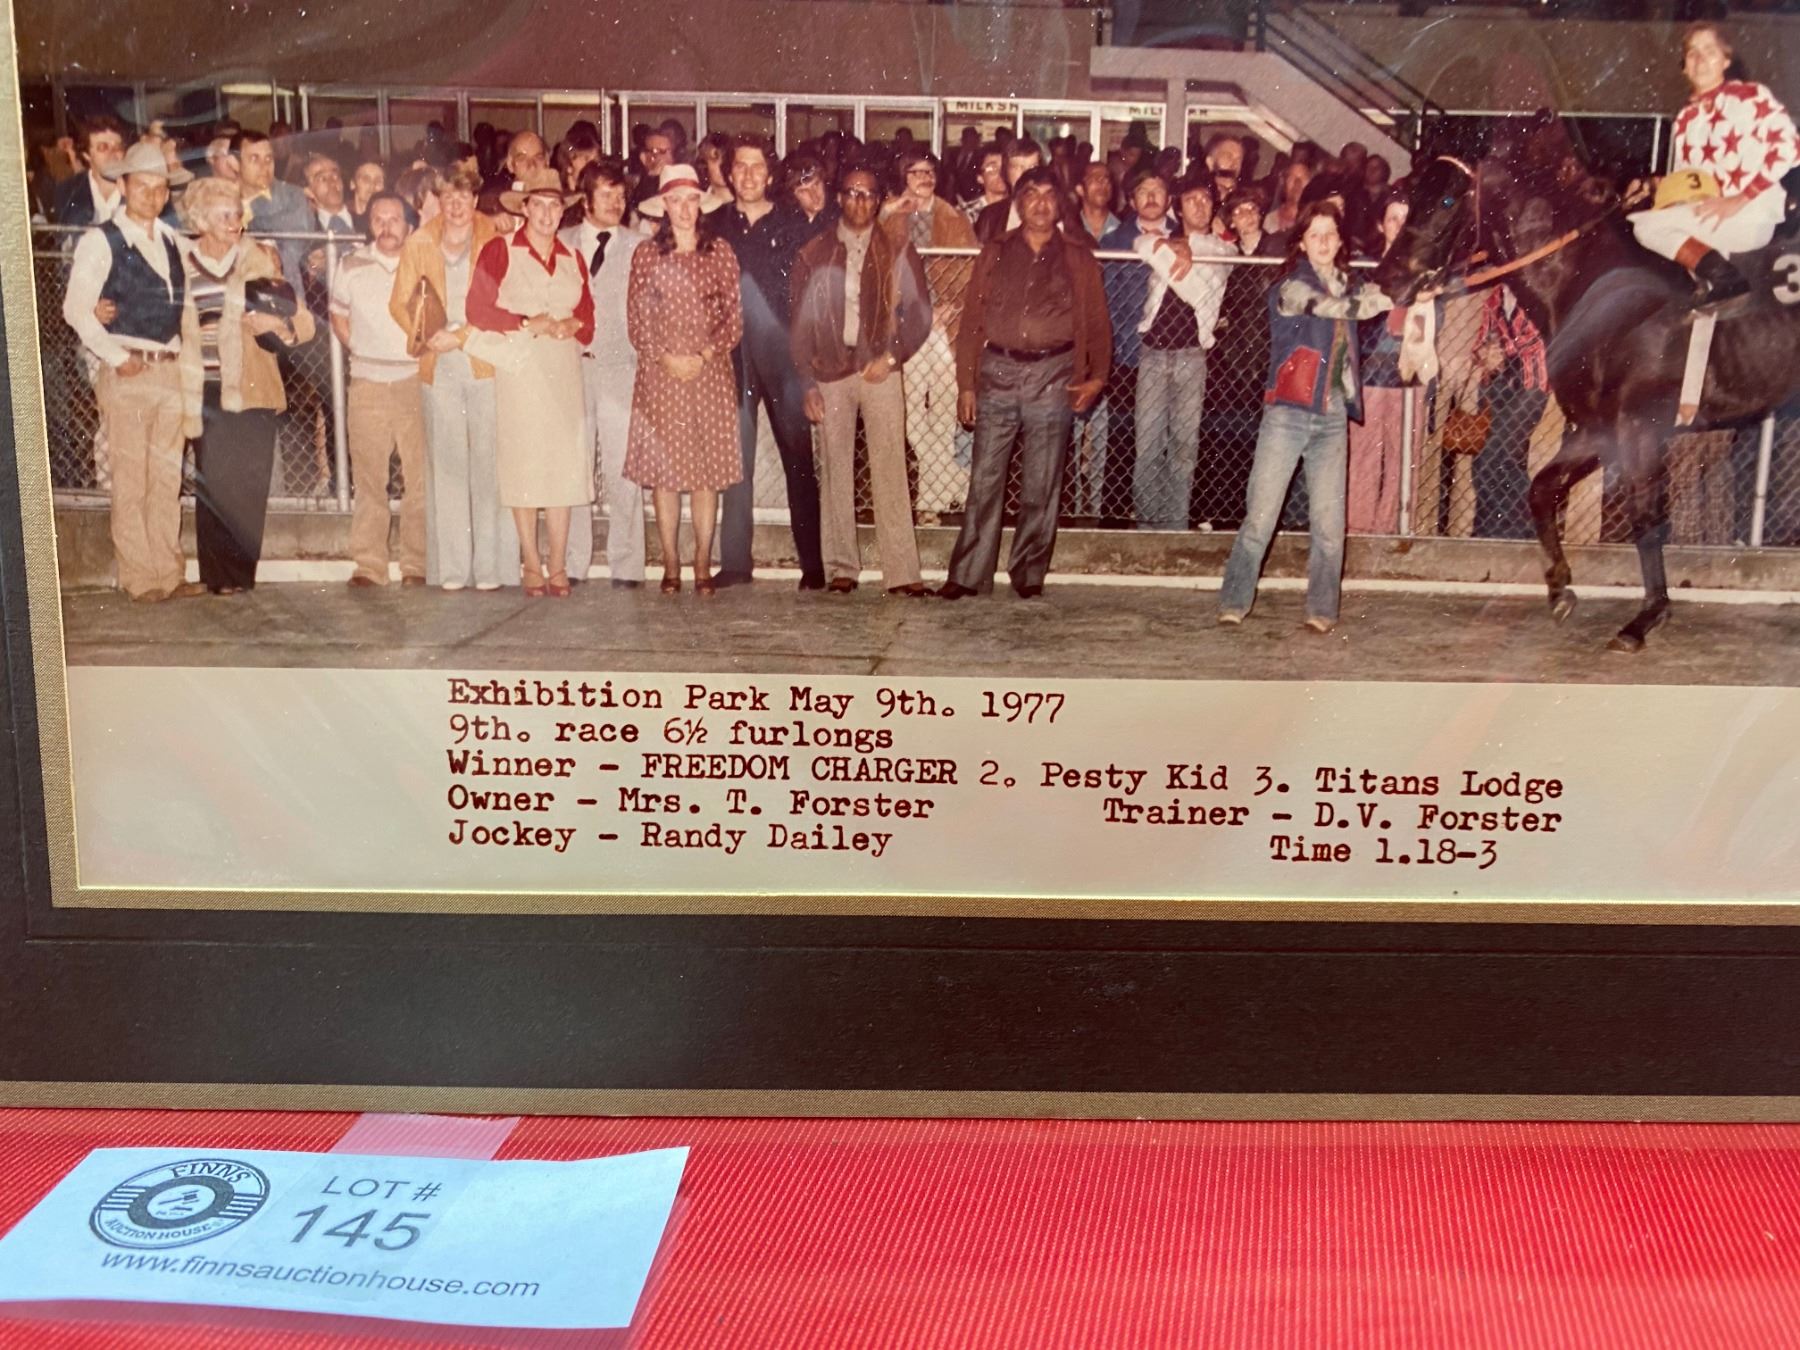 MILKSH
3
3
Exhibition Park May 9th. 1977
9th. race 6½ furlongs
Winner - FREEDOM CHARGER 2. Pesty Kid 3. Titans Lodge
Owner - Mrs. T. Forster Trainer - D.V. Forster
Jockey - Randy Dailey Time 1.18-3
FINNS
AUCTION HOUSE
LOT #
145
www.finnsauctionhouse.com